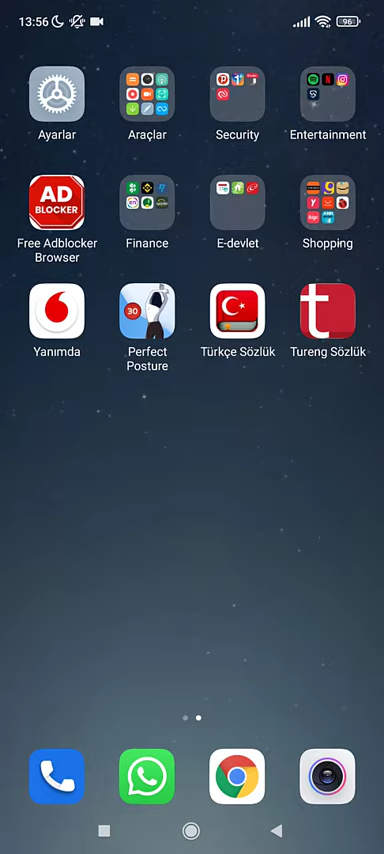 13:56
96
Ayarlar
Araçlar
Security
Entertainment
AD
BLOCKER
Free Adblocker
Browser
Finance
E-devlet
Shopping
30
t
Yanımda
Perfect
Posture
Türkçe Sözlük
Tureng Sözlük